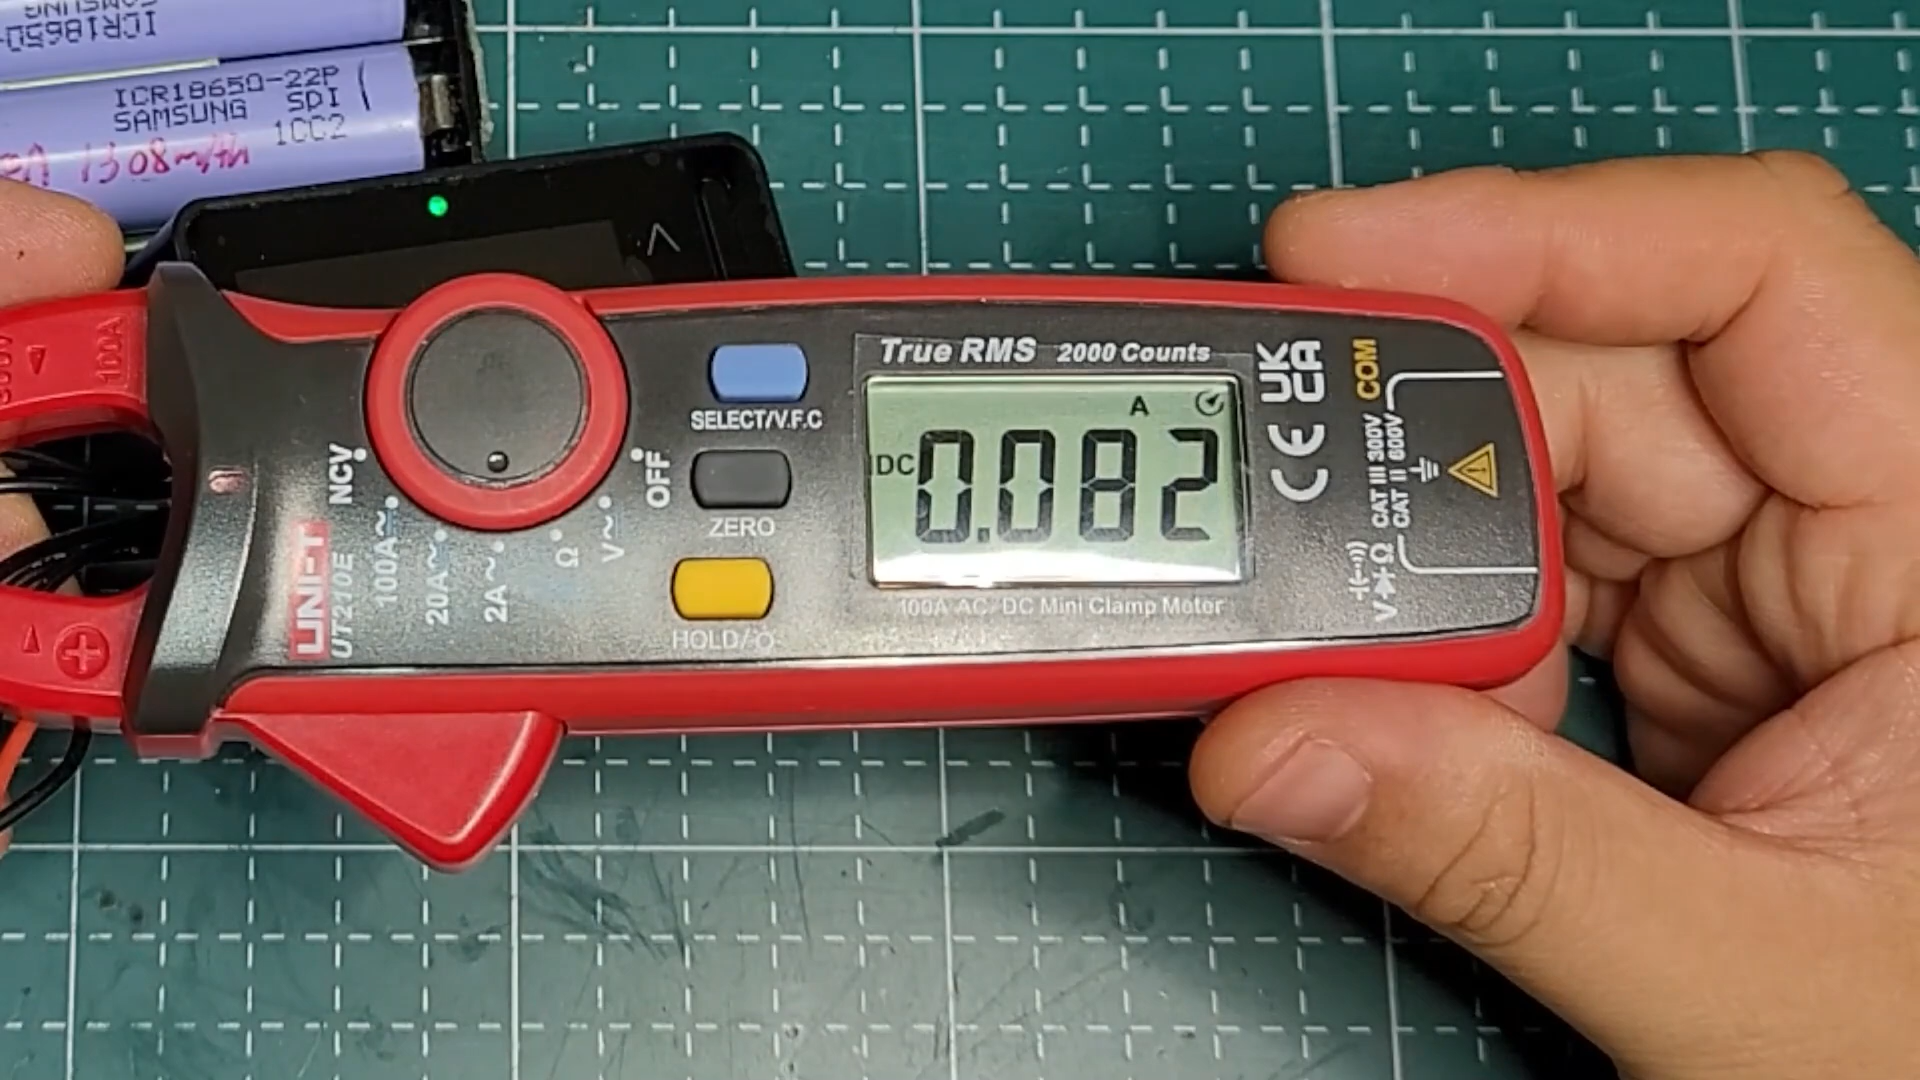 ICR18650
ICR18650-22P
SAMSUNG SDI
1CC2
100A
NCV
100A~
20A~
2A~
Ω
V~
OFF
UNI-T
UT210E
SELECT/V.F.C
ZERO
HOLD/
True RMS 2000 Counts
A
DC
0.082
100A AC/DC Mini Clamp Meter
UK
CA
CE
COM
CAT III 300V
CAT II 600V
V Ω